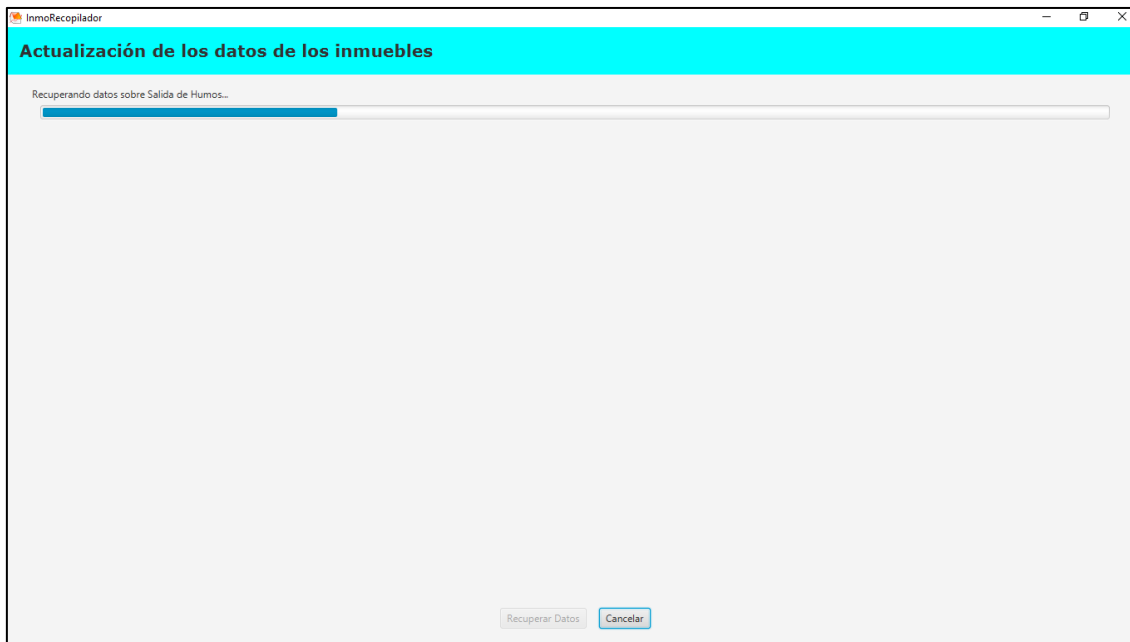 InmoRecopilador
Actualización de los datos de los inmuebles
Recuperando datos sobre Salida de Humos...
Recuperar Datos
Cancelar